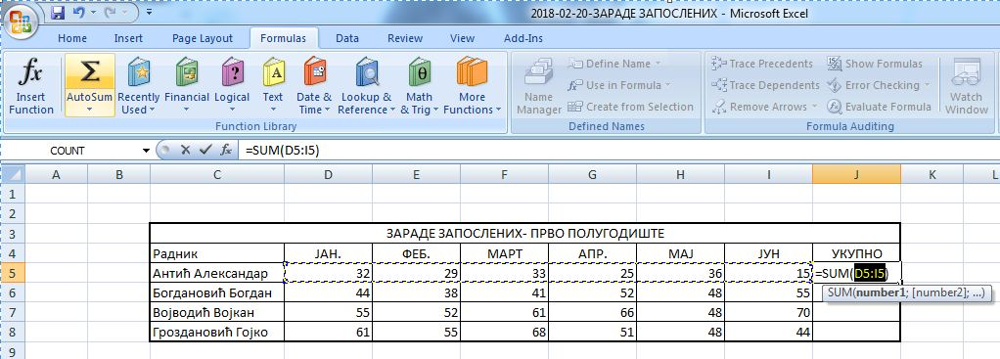 2018-02-20-ЗАРАДЕ ЗАПОСЛЕНИХ - Microsoft Excel
Home Insert Page Layout Formulas Data Review View Add-Ins
fx Σ Α θ
Insert Function AutoSum Recently Used Financial Logical Text Date & Time Lookup & Reference Math & Trig More Functions
Function Library
Name Manager
Define Name
Use in Formula
Create from Selection
Defined Names
Trace Precedents Show Formulas
Trace Dependents Error Checking
Remove Arrows Evaluate Formula
Formula Auditing
Watch Window
COUNT fx =SUM(D5:I5)
A B C D E F G H I J K L
1
2
3 ЗАРАДЕ ЗАПОСЛЕНИХ- ПРВО ПОЛУГОДИШТЕ
4 Радник ЈАН. ФЕБ. МАРТ АПР. МАЈ ЈУН УКУПНО
5 Антић Александар 32 29 33 25 36 15 =SUM(D5:I5)
6 Богдановић Богдан 44 38 41 52 48 55
SUM(number1; [number2]; ...)
7 Војводић Војкан 55 52 61 66 48 70
8 Гроздановић Гојко 61 55 68 51 48 44
9